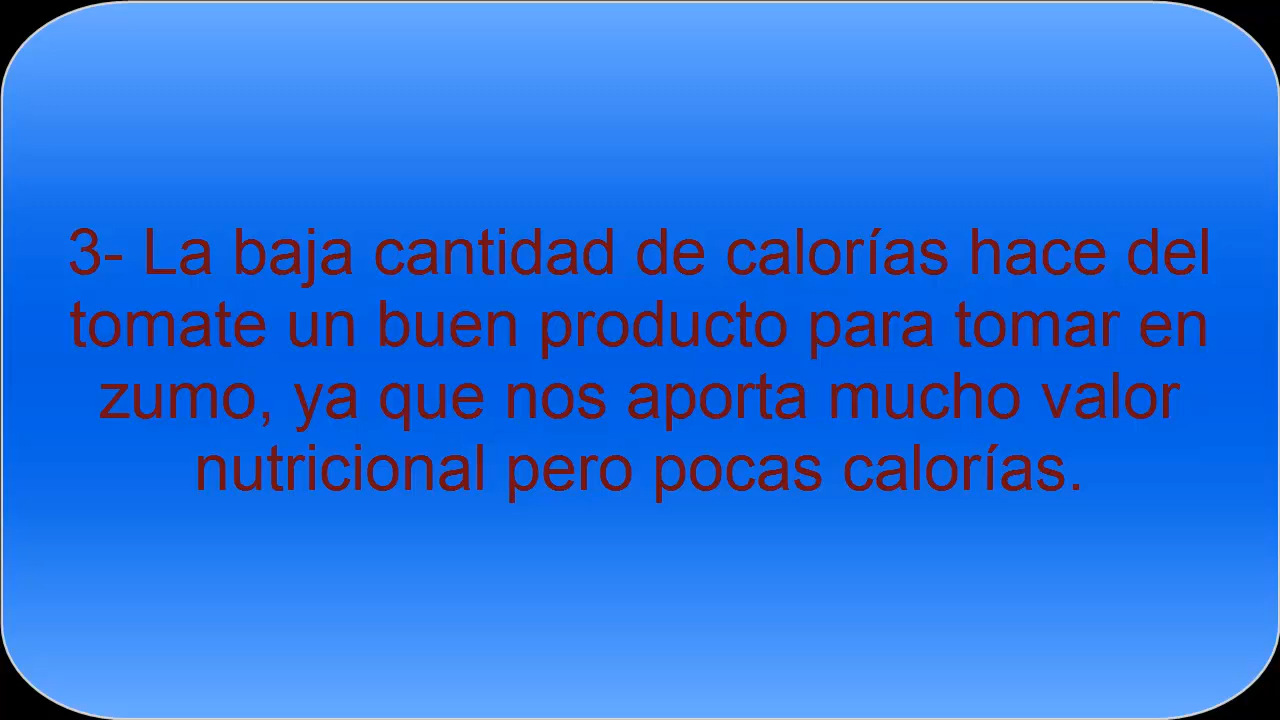 3- La baja cantidad de calorías hace del
tomate un buen producto para tomar en
zumo, ya que nos aporta mucho valor
nutricional pero pocas calorías.